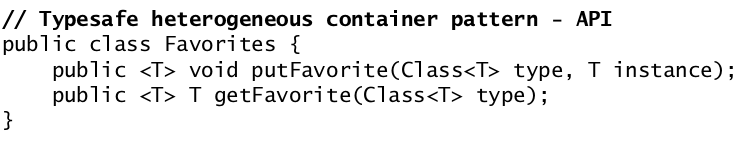 // Typesafe heterogeneous container pattern - API
public class Favorites {
    public <T> void putFavorite(Class<T> type, T instance);
    public <T> T getFavorite(Class<T> type);
}